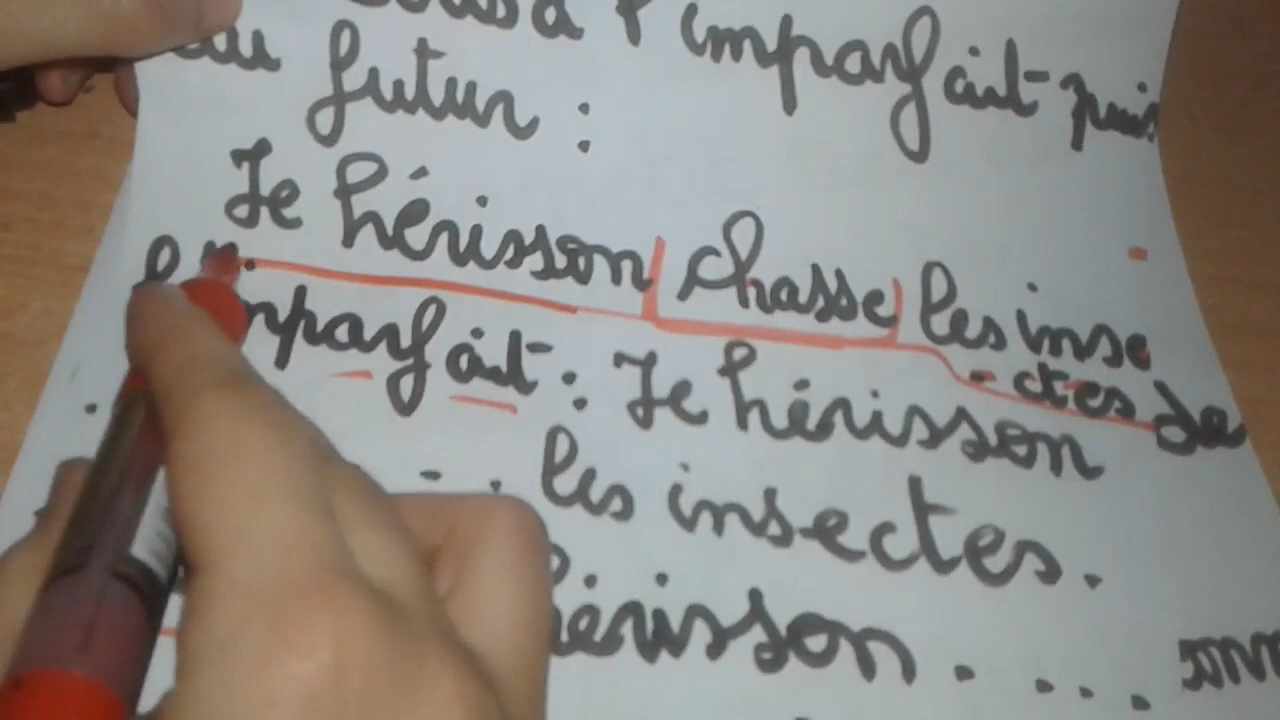 à l'imparfait puis
au futur :
Le hérisson chasse les inse
-ctes de
l'imparfait : Le hérisson
. . les insectes.
hérisson . . . .